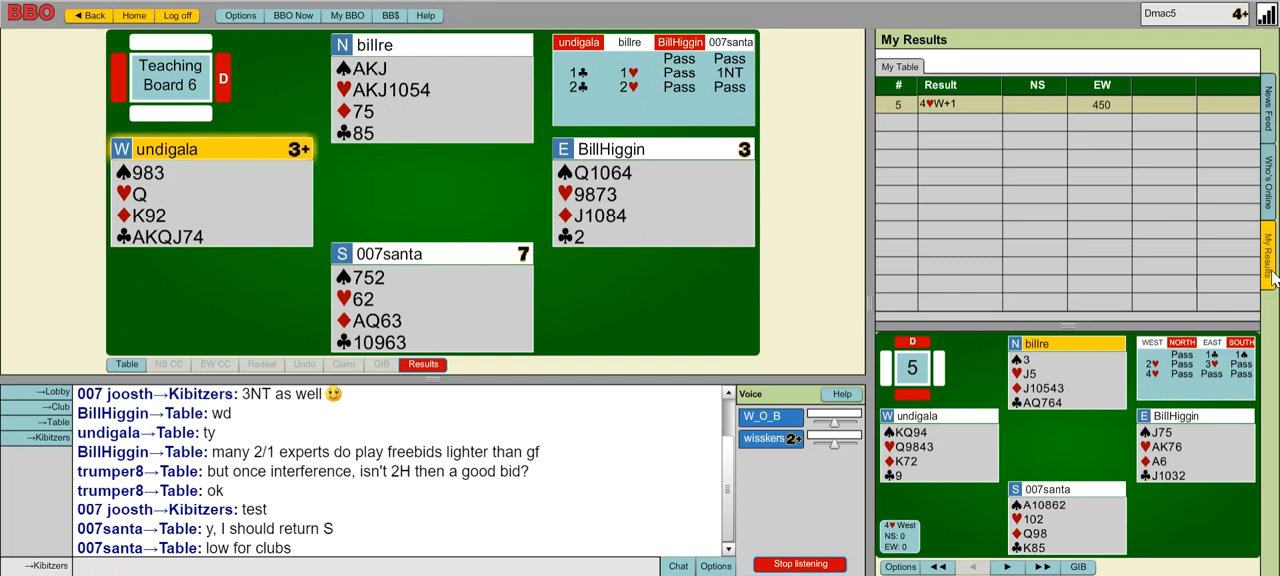 BBO ◄ Back Home Log off Options BBO Now My BBO BB$ Help Dmac5 4+
Teaching
Board 6
D
N billre
♠AKJ
♥AKJ1054
♦75
♣85
undigala billre BillHiggin 007santa
Pass Pass
1♣ 1♥ Pass 1NT
2♣ 2♥ Pass Pass
W undigala 3+
♠983
♥Q
♦K92
♣AKQJ74
E BillHiggin 3
♠Q1064
♥9873
♦J1084
♣2
S 007santa 7
♠752
♥62
♦AQ63
♣10963
Table NS CC EW CC Redeal Undo Claim GIB Results
→Lobby
→Club
→Table
→Kibitzers
007 joosth→Kibitzers: 3NT as well
BillHiggin→Table: wd
undigala→Table: ty
BillHiggin→Table: many 2/1 experts do play freebids lighter than gf
trumper8→Table: but once interference, isn't 2H then a good bid?
trumper8→Table: ok
007 joosth→Kibitzers: test
007santa→Table: y, I should return S
007santa→Table: low for clubs
→Kibitzers
Chat Options
Voice Help
W_O_B
wisskers 2+
Stop listening
My Results
My Table
# Result NS EW
5 4♥W+1 450
News Feed
Who's Online
My Results
D
5
N billre
♠3
♥J5
♦J10543
♣AQ764
WEST NORTH EAST SOUTH
Pass 1♣ 1♠
2♥ Pass 3♥ Pass
4♥ Pass Pass Pass
W undigala
♠KQ94
♥Q9843
♦K72
♣9
E BillHiggin
♠J75
♥AK76
♦A6
♣J1032
S 007santa
♠A10862
♥102
♦Q98
♣K85
4♥ West
NS: 0
EW: 0
Options ◄◄ ◄ ► ►► GIB